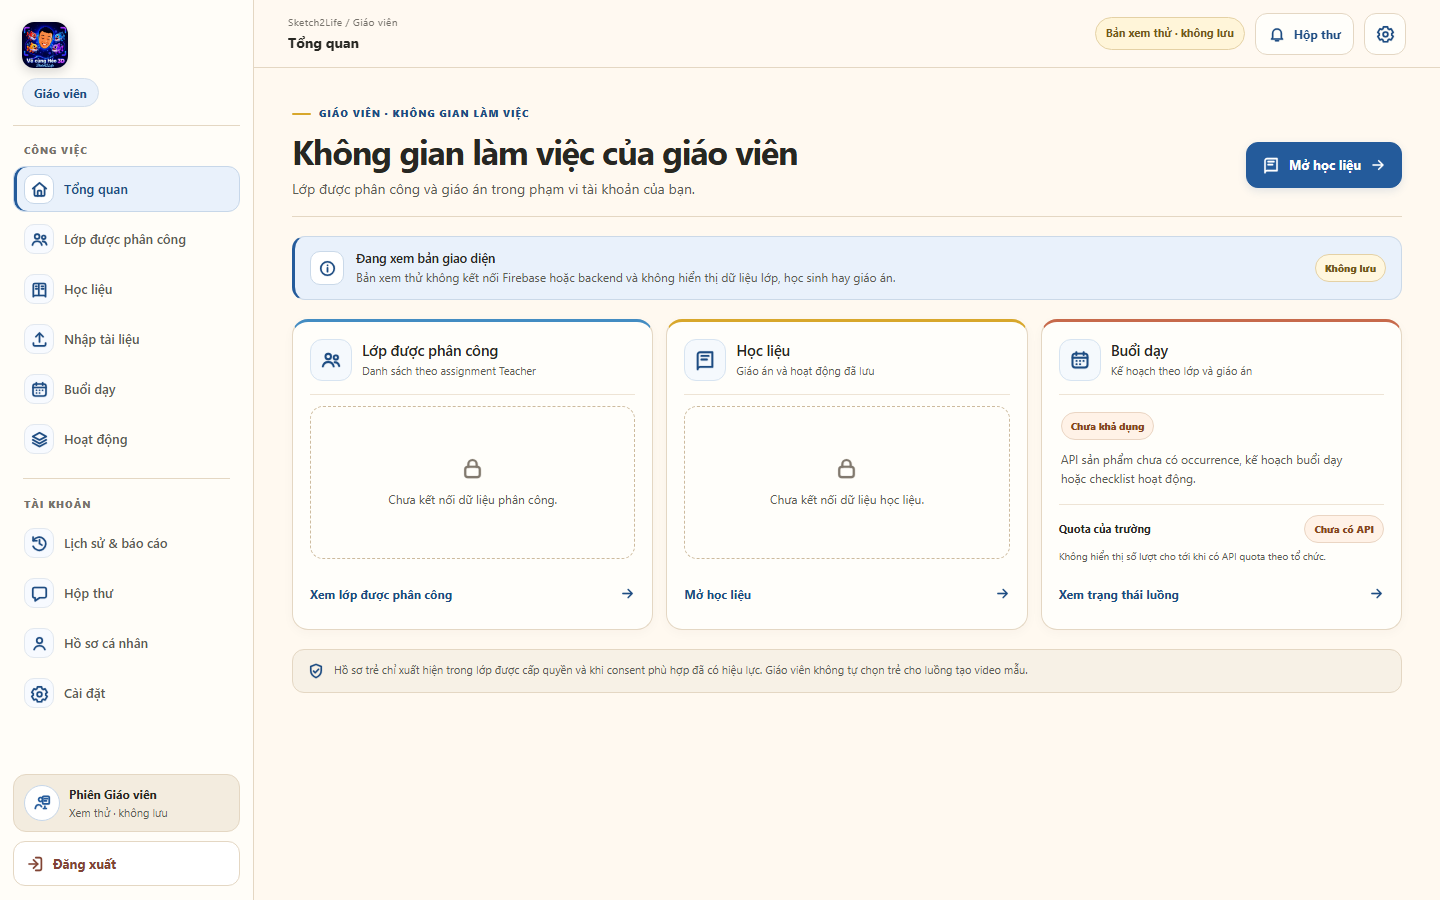 Vô cùng Héo 3D
Giáo viên
CÔNG VIỆC
Tổng quan
Lớp được phân công
Học liệu
Nhập tài liệu
Buổi dạy
Hoạt động
TÀI KHOẢN
Lịch sử & báo cáo
Hộp thư
Hồ sơ cá nhân
Cài đặt
Phiên Giáo viên
Xem thử · không lưu
Đăng xuất
Sketch2Life / Giáo viên
Tổng quan
Bản xem thử · không lưu
Hộp thư
GIÁO VIÊN · KHÔNG GIAN LÀM VIỆC
Không gian làm việc của giáo viên
Lớp được phân công và giáo án trong phạm vi tài khoản của bạn.
Mở học liệu
Đang xem bản giao diện
Bản xem thử không kết nối Firebase hoặc backend và không hiển thị dữ liệu lớp, học sinh hay giáo án.
Không lưu
Lớp được phân công
Danh sách theo assignment Teacher
Chưa kết nối dữ liệu phân công.
Xem lớp được phân công
Học liệu
Giáo án và hoạt động đã lưu
Chưa kết nối dữ liệu học liệu.
Mở học liệu
Buổi dạy
Kế hoạch theo lớp và giáo án
Chưa khả dụng
API sản phẩm chưa có occurrence, kế hoạch buổi dạy
hoặc checklist hoạt động.
Quota của trường
Chưa có API
Không hiển thị số lượt cho tới khi có API quota theo tổ chức.
Xem trạng thái luồng
Hồ sơ trẻ chỉ xuất hiện trong lớp được cấp quyền và khi consent phù hợp đã có hiệu lực. Giáo viên không tự chọn trẻ cho luồng tạo video mẫu.